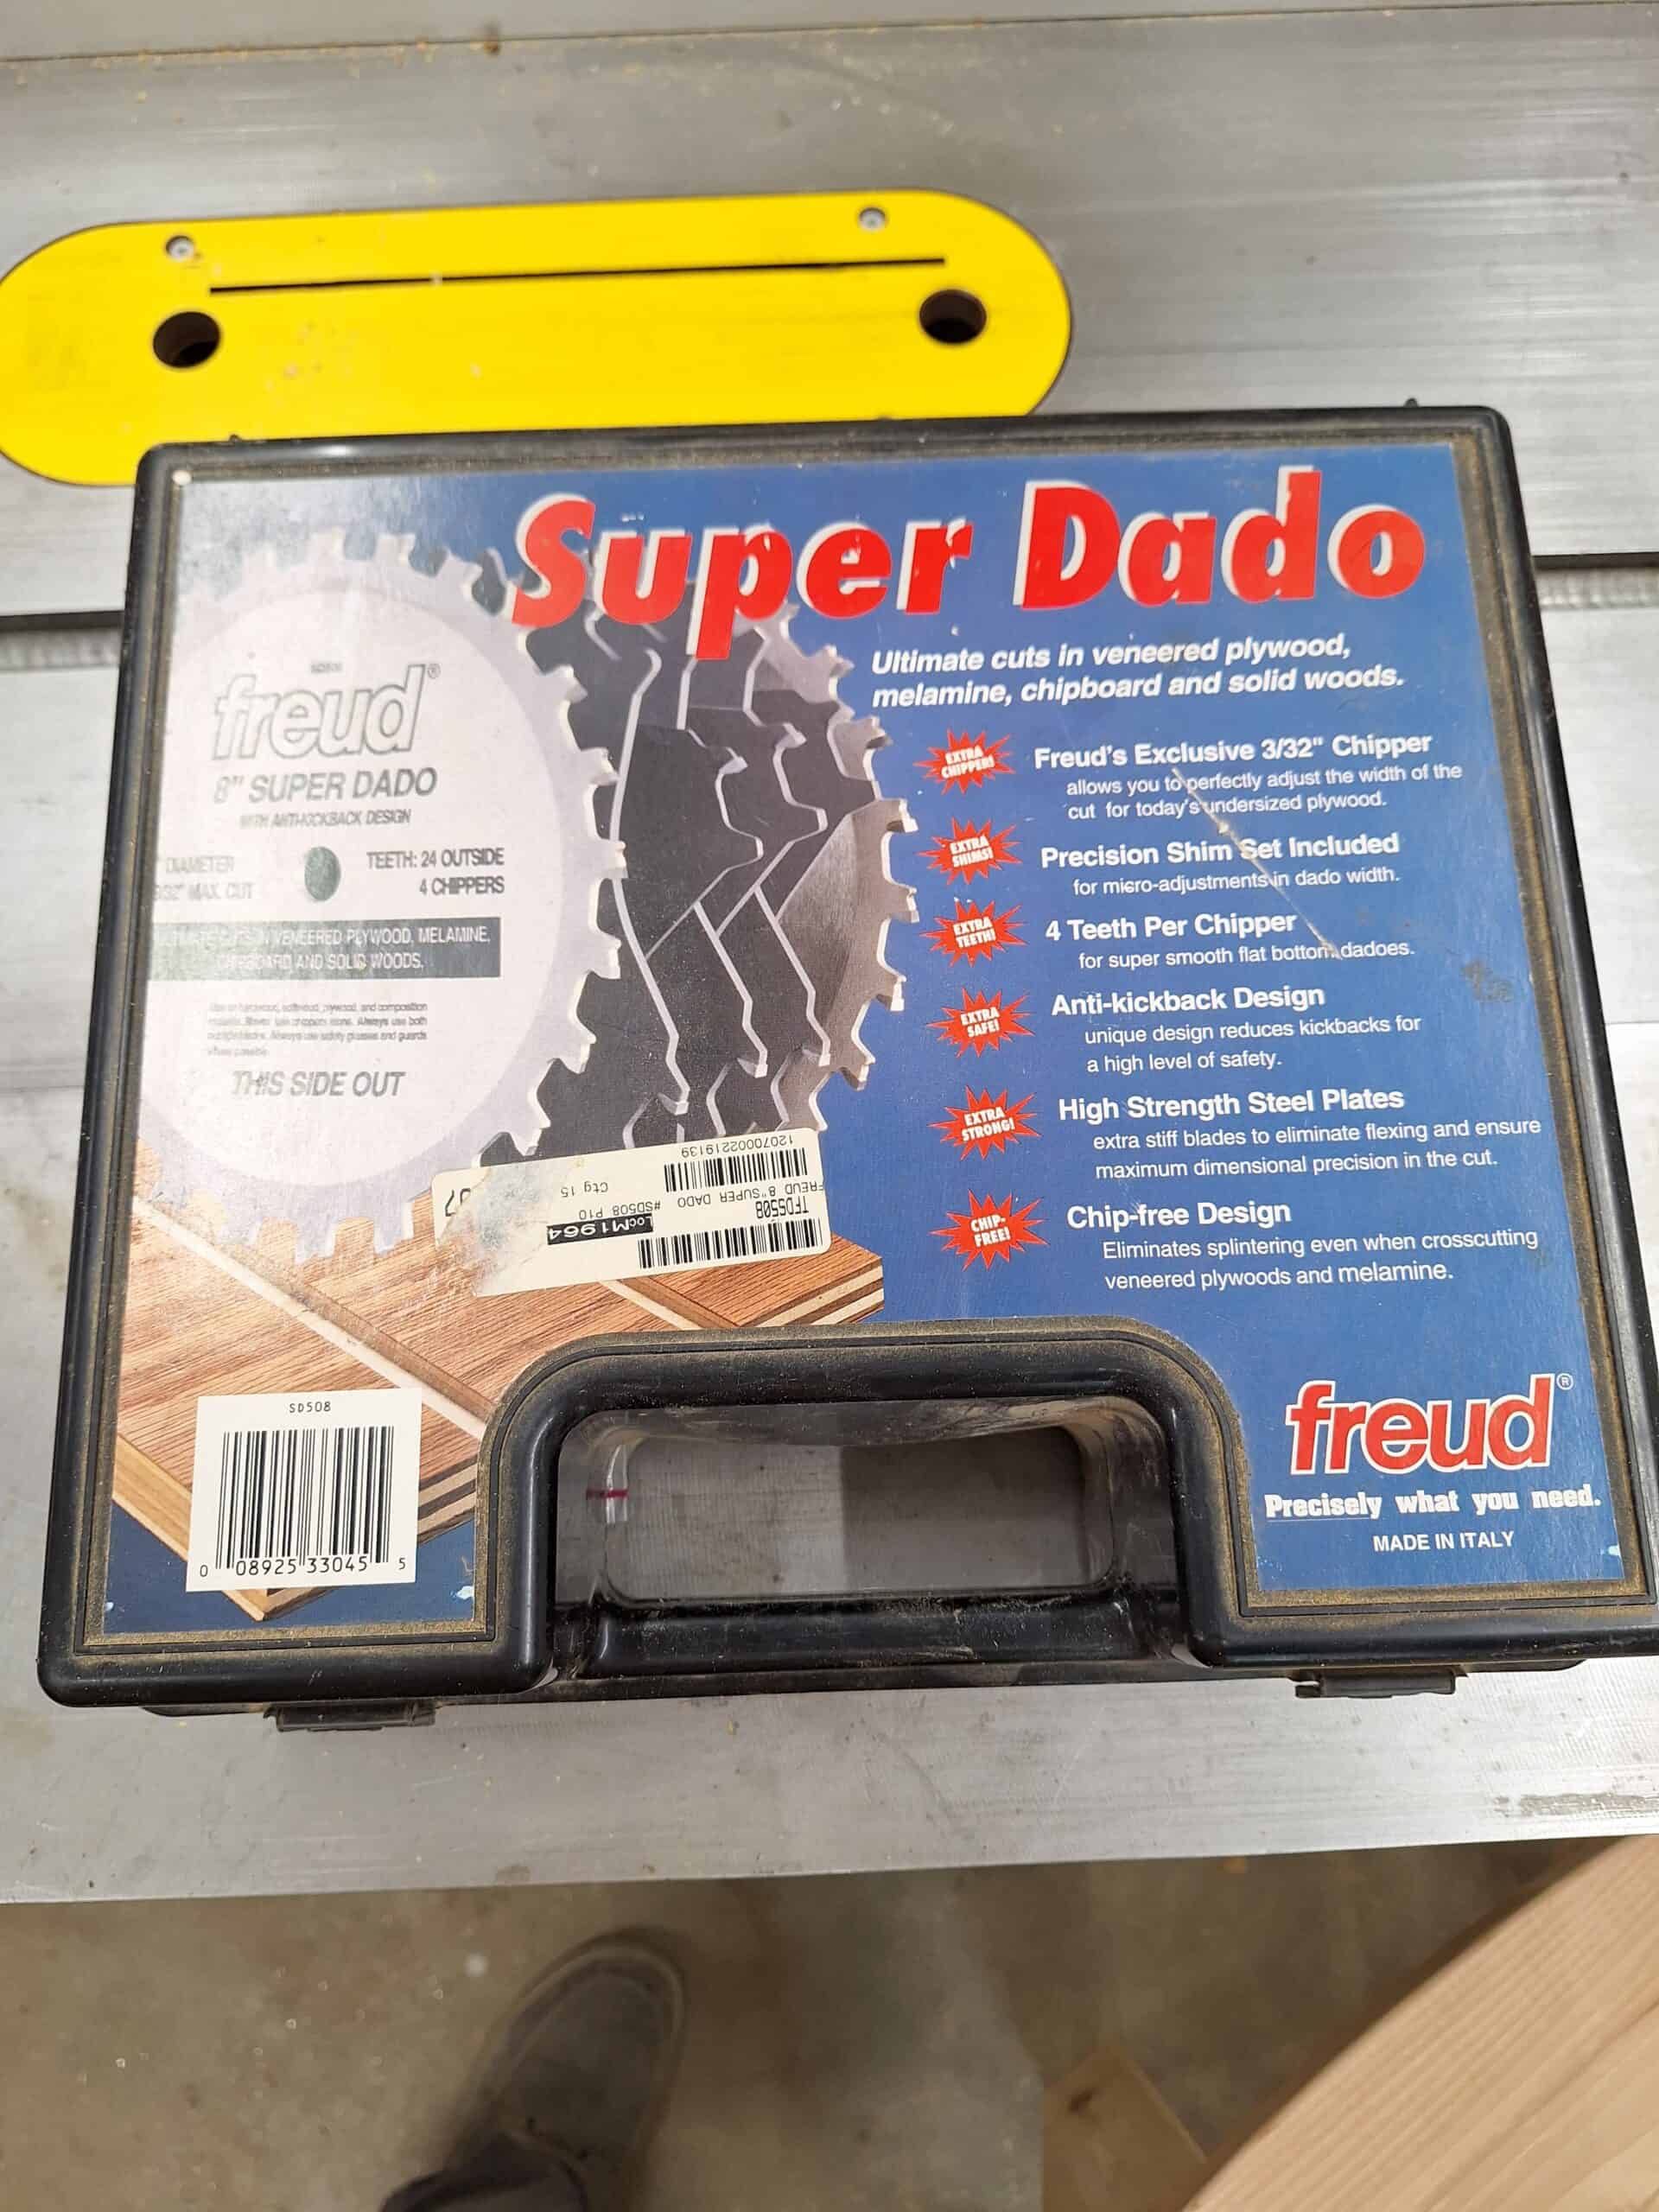 Super Dado
Ultimate cuts in veneered plywood,
melamine, chipboard and solid woods.
EXTRA
CHIPPER!
Freud's Exclusive 3/32" Chipper
allows you to perfectly adjust the width of the
cut for today's undersized plywood.
EXTRA
SHIMS!
Precision Shim Set Included
for micro-adjustments in dado width.
EXTRA
TEETH!
4 Teeth Per Chipper
for super smooth flat bottom dadoes.
EXTRA
SAFE!
Anti-kickback Design
unique design reduces kickbacks for
a high level of safety.
EXTRA
STRONG!
High Strength Steel Plates
extra stiff blades to eliminate flexing and ensure
maximum dimensional precision in the cut.
CHIP-
FREE!
Chip-free Design
Eliminates splintering even when crosscutting
veneered plywoods and melamine.
freud®
Precisely what you need.
MADE IN ITALY
freud®
8" SUPER DADO
WITH ANTI-KICKBACK DESIGN
DIAMETER
MAX. CUT
TEETH: 24 OUTSIDE
4 CHIPPERS
VENEERED PLYWOOD, MELAMINE,
CHIPBOARD AND SOLID WOODS.
THIS SIDE OUT
TFDS508
FREUD 8"SUPER DADO
#SD508 P10
LocM1964
Ctg 15
1207000221913​9
SD508
0 08925 33045 5